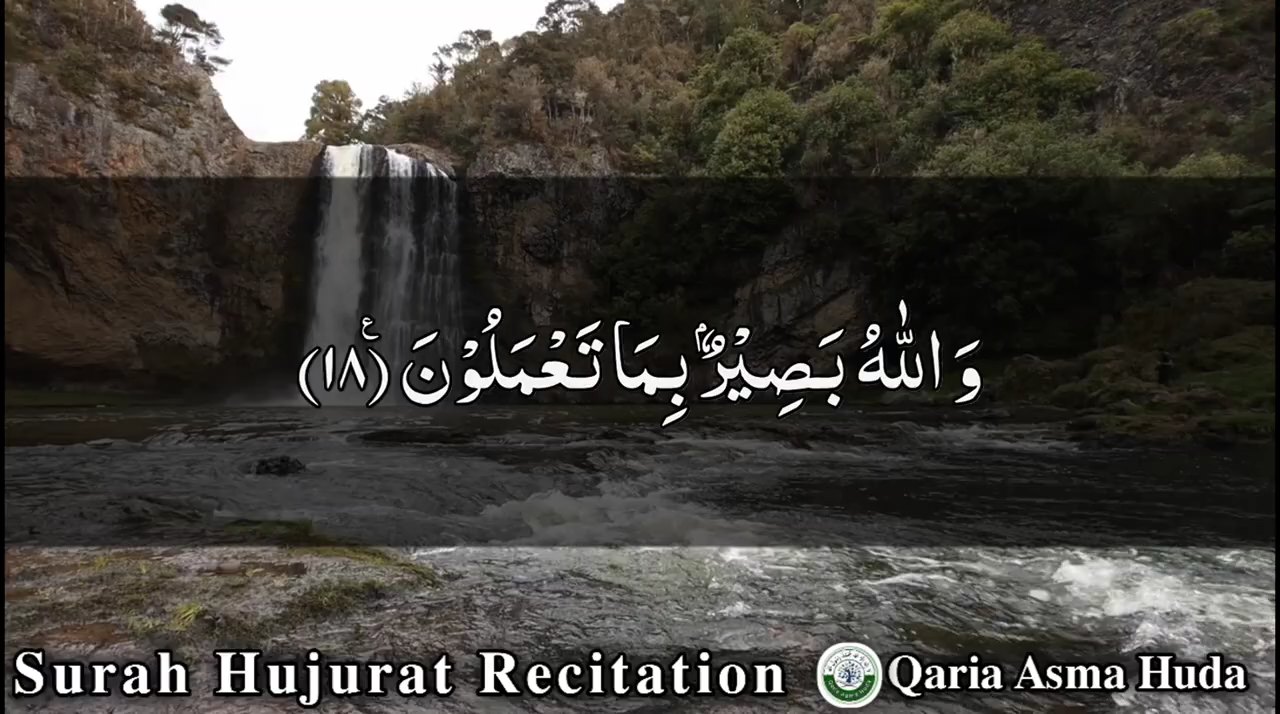 وَاللّٰهُ بَصِيْرٌۢ بِمَا تَعْمَلُوْنَ ﴿١٨﴾ ع
Surah Hujurat Recitation
Qaria Asma Huda